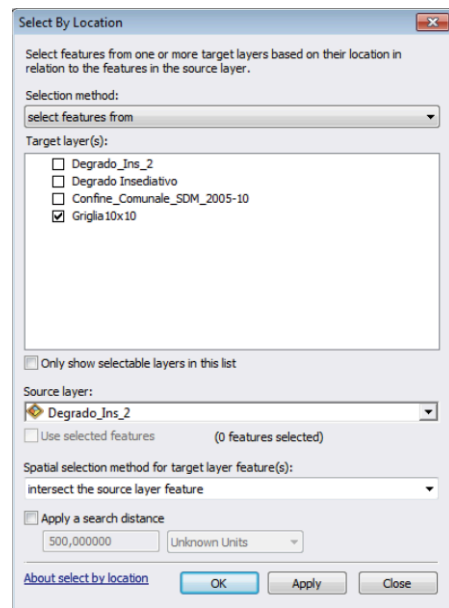 Select By Location
Select features from one or more target layers based on their location in
relation to the features in the source layer.
Selection method:
select features from
Target layer(s):
Degrado_Ins_2
Degrado Insediativo
Confine_Comunale_SDM_2005-10
Griglia10x10
Only show selectable layers in this list
Source layer:
Degrado_Ins_2
Use selected features (0 features selected)
Spatial selection method for target layer feature(s):
intersect the source layer feature
Apply a search distance
500,000000 Unknown Units
About select by location OK Apply Close